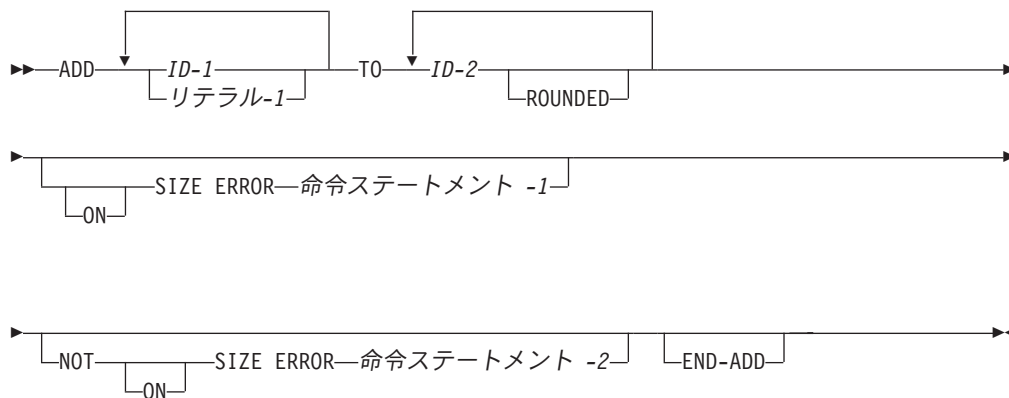 ADD ID-1 TO ID-2
リテラル-1 ROUNDED
SIZE ERROR 命令ステートメント -1
ON
NOT SIZE ERROR 命令ステートメント -2 END-ADD
ON